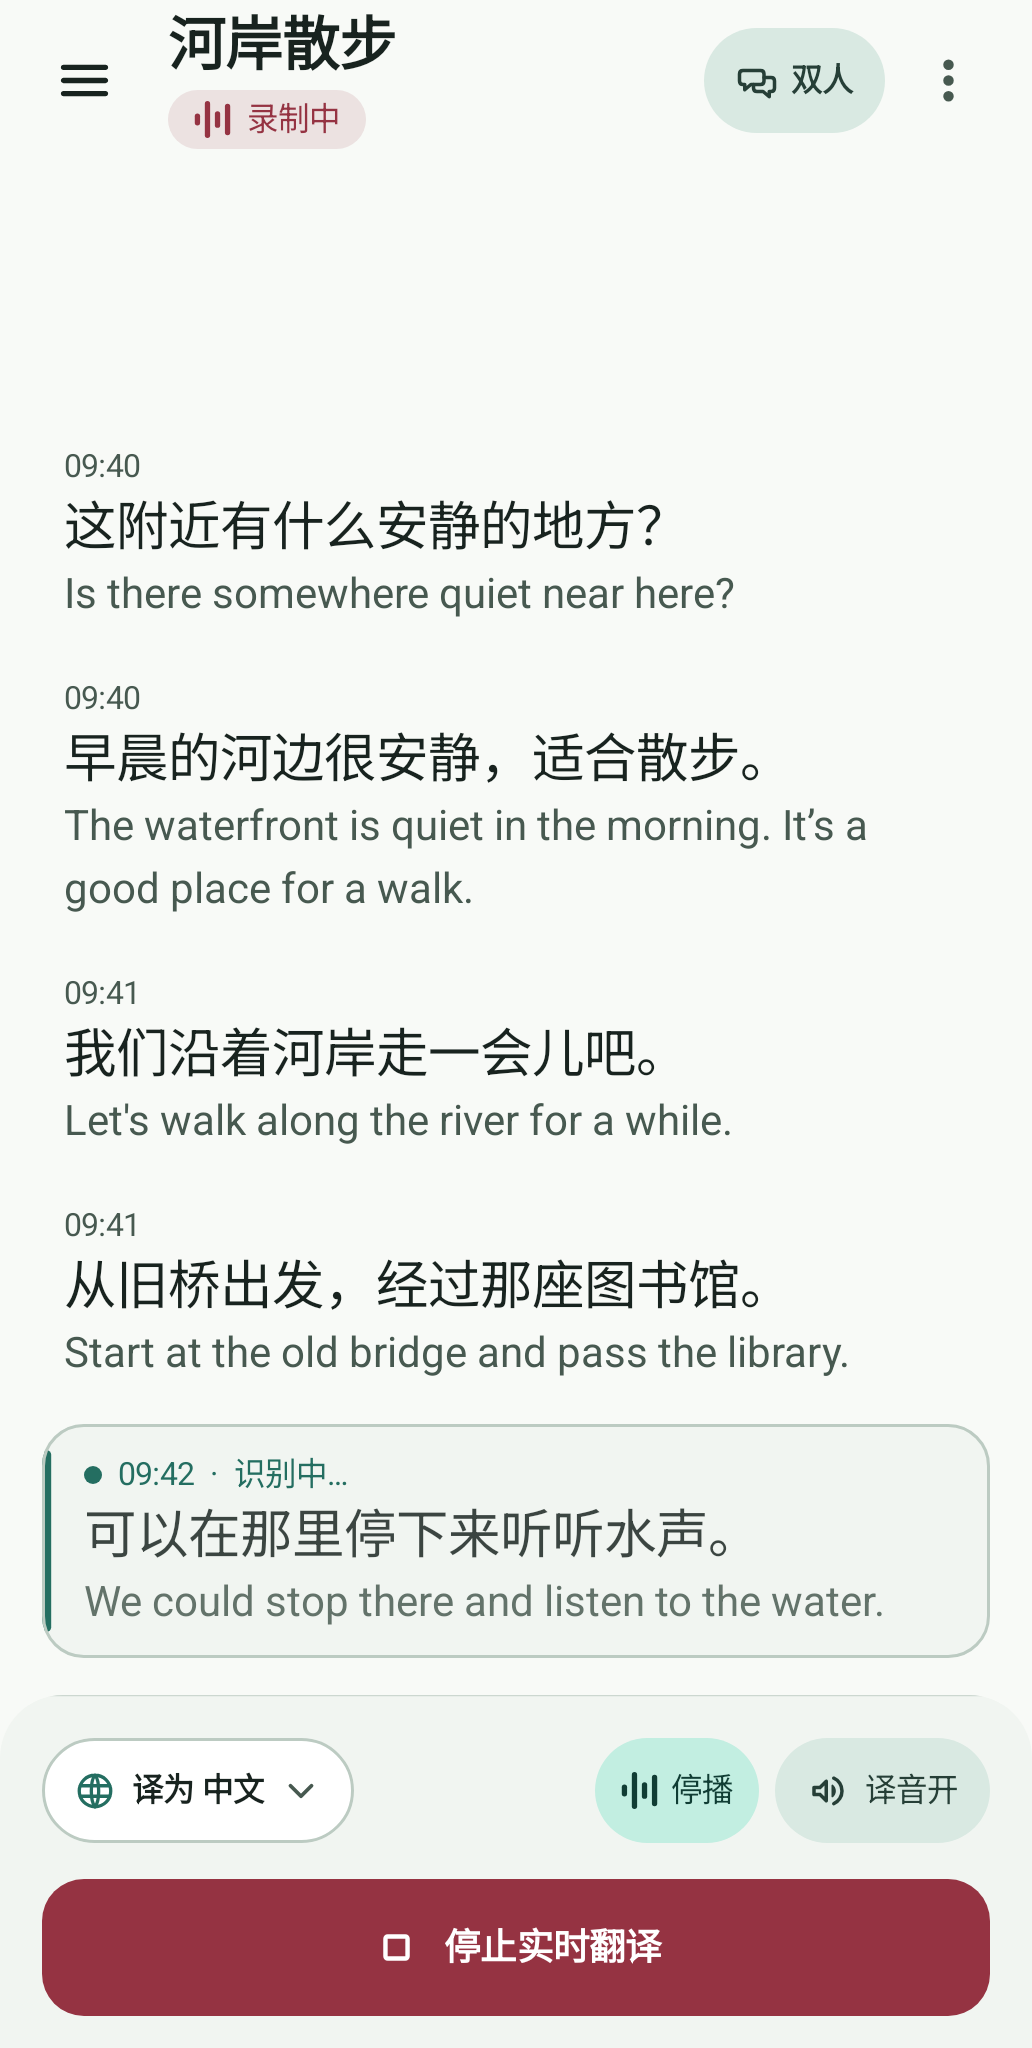 河岸散步
录制中
双人
09:40
这附近有什么安静的地方？
Is there somewhere quiet near here?
09:40
早晨的河边很安静，适合散步。
The waterfront is quiet in the morning. It’s a
good place for a walk.
09:41
我们沿着河岸走一会儿吧。
Let's walk along the river for a while.
09:41
从旧桥出发，经过那座图书馆。
Start at the old bridge and pass the library.
09:42 · 识别中…
可以在那里停下来听听水声。
We could stop there and listen to the water.
译为 中文
停播
译音开
停止实时翻译